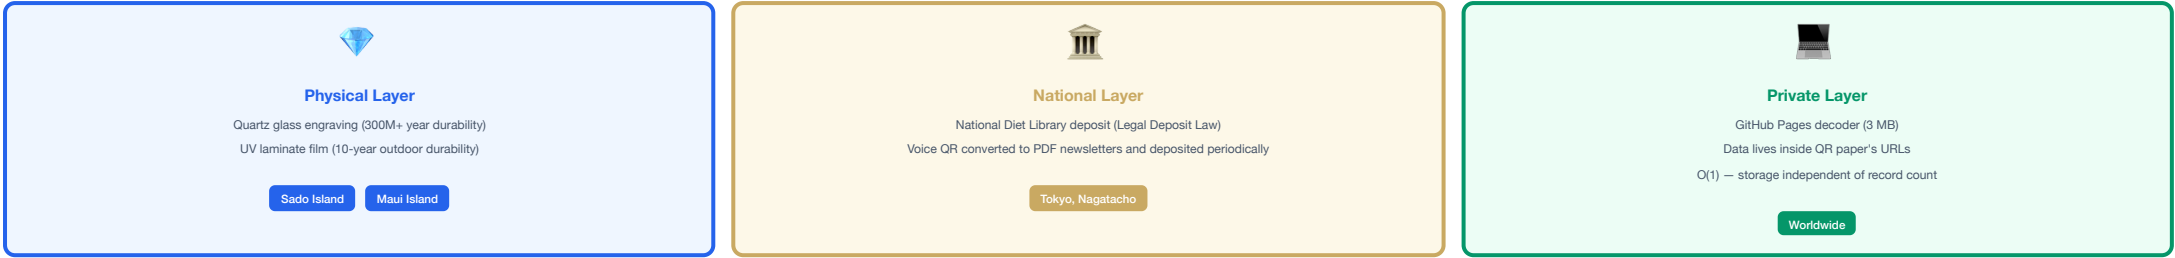 Physical Layer
Quartz glass engraving (300M+ year durability)
UV laminate film (10-year outdoor durability)
Sado Island
Maui Island
National Layer
National Diet Library deposit (Legal Deposit Law)
Voice QR converted to PDF newsletters and deposited periodically
Tokyo, Nagatacho
Private Layer
GitHub Pages decoder (3 MB)
Data lives inside QR paper's URLs
O(1) — storage independent of record count
Worldwide